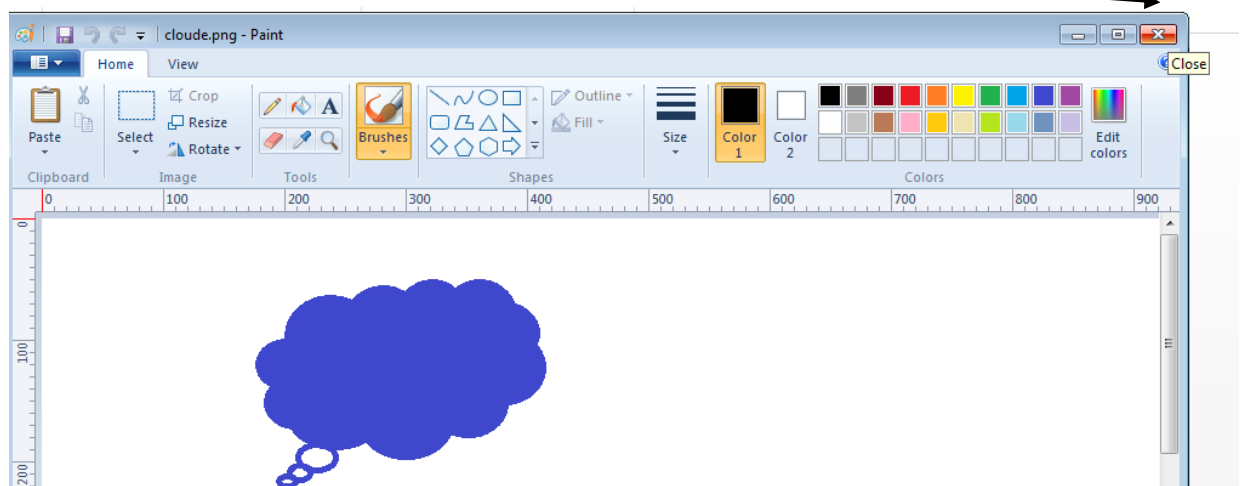 cloude.png - Paint
Close
Home View
Crop
Resize
Rotate
Paste
Select
A
Brushes
Outline
Fill
Size
Color 1
Color 2
Edit colors
Clipboard Image Tools Shapes Colors
0 100 200 300 400 500 600 700 800 900
0
100
200